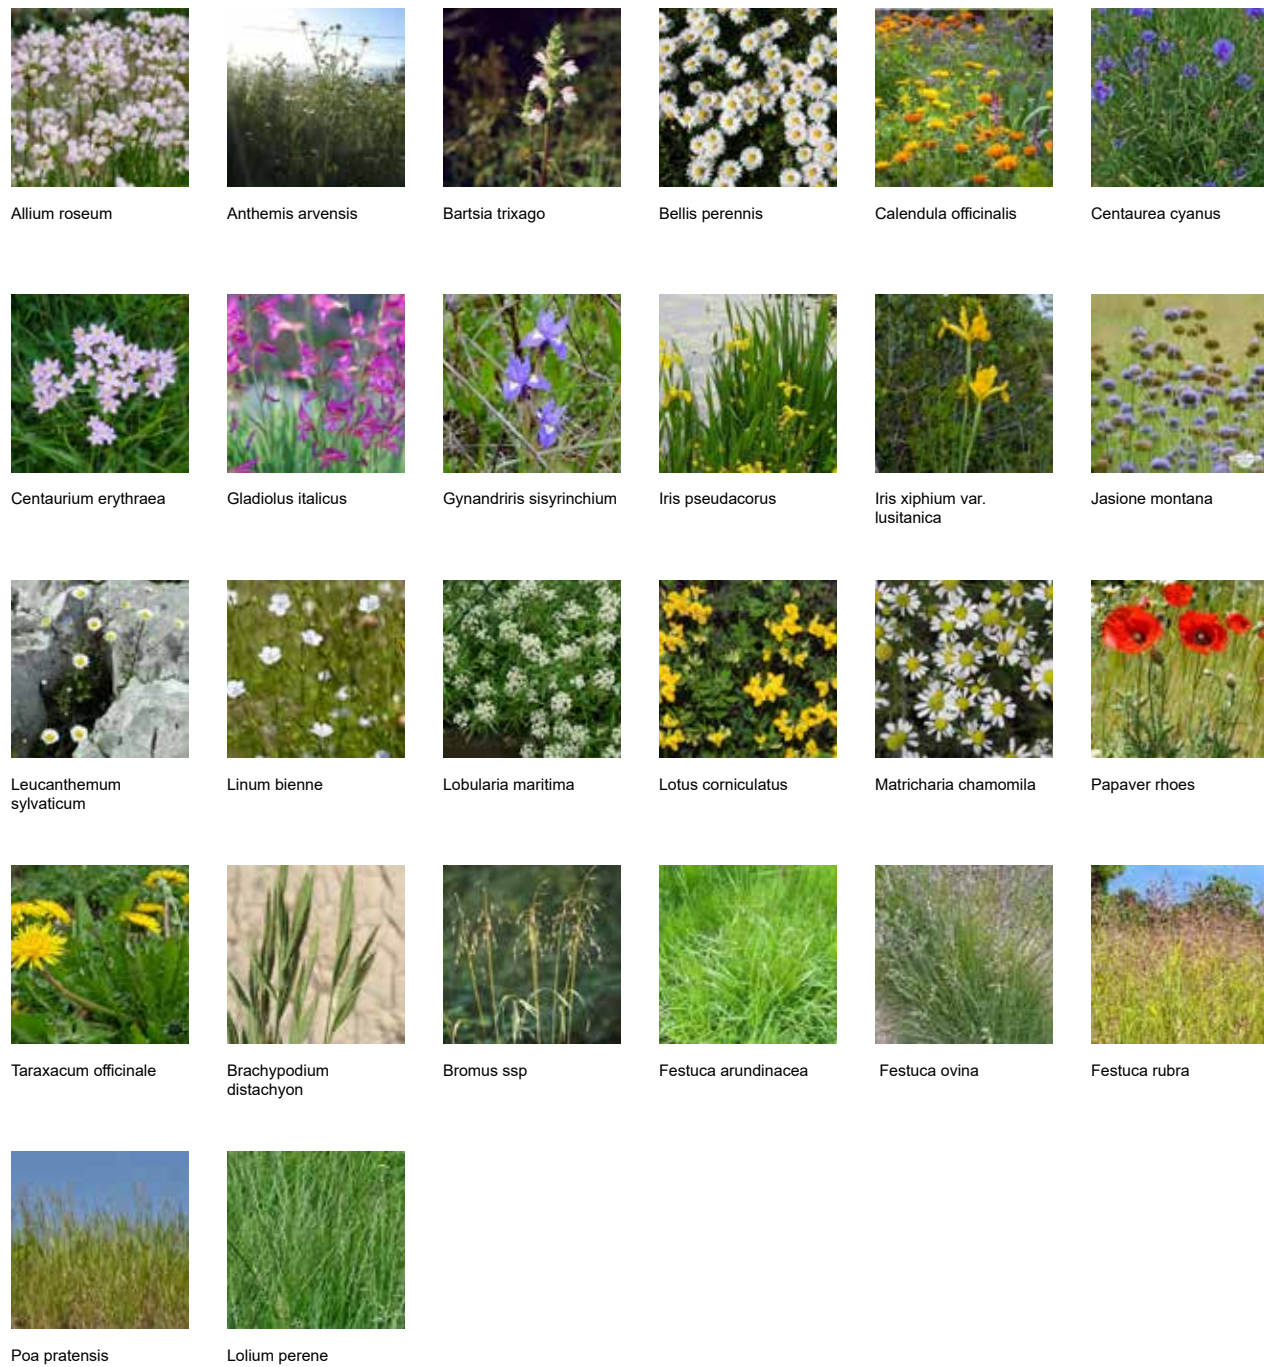 Allium roseum
Anthemis arvensis
Bartsia trixago
Bellis perennis
Calendula officinalis
Centaurea cyanus
Centaurium erythraea
Gladiolus italicus
Gynandriris sisyrinchium
Iris pseudacorus
Iris xiphium var.
lusitanica
Jasione montana
Leucanthemum
sylvaticum
Linum bienne
Lobularia maritima
Lotus corniculatus
Matricharia chamomila
Papaver rhoes
Taraxacum officinale
Brachypodium
distachyon
Bromus ssp
Festuca arundinacea
Festuca ovina
Festuca rubra
Poa pratensis
Lolium perene